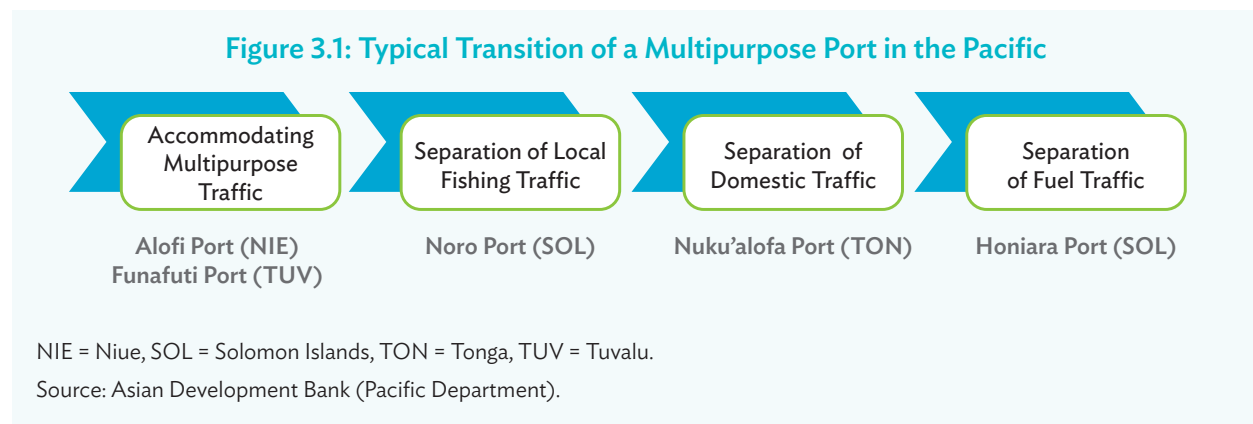 Figure 3.1: Typical Transition of a Multipurpose Port in the Pacific
Accommodating
Multipurpose
Traffic
Separation of Local
Fishing Traffic
Separation of
Domestic Traffic
Separation
of Fuel Traffic
Alofi Port (NIE)
Funafuti Port (TUV)
Noro Port (SOL)
Nuku’alofa Port (TON)
Honiara Port (SOL)
NIE = Niue, SOL = Solomon Islands, TON = Tonga, TUV = Tuvalu.
Source: Asian Development Bank (Pacific Department).